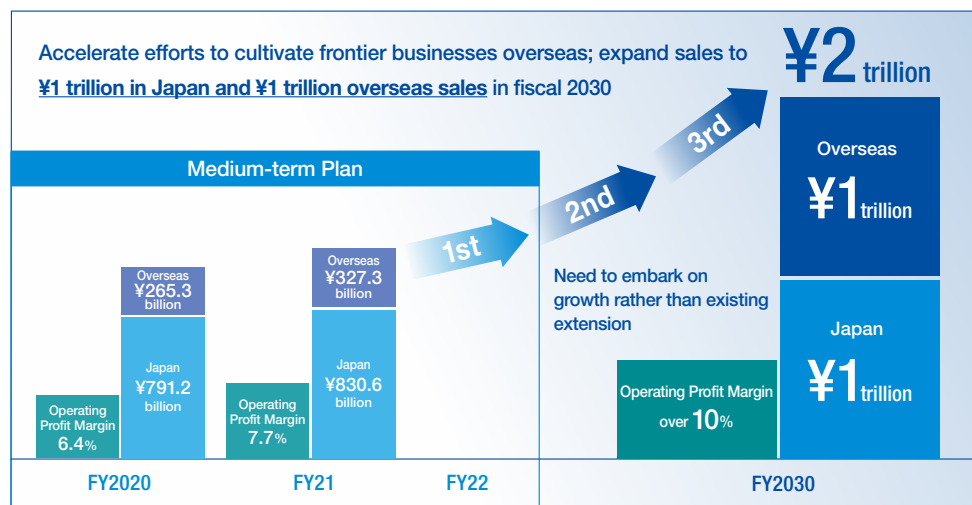 Accelerate efforts to cultivate frontier businesses overseas; expand sales to
¥1 trillion in Japan and ¥1 trillion overseas sales in fiscal 2030
¥2 trillion
Medium-term Plan
1st
2nd
3rd
Overseas
¥265.3
billion
Japan
¥791.2
billion
Operating
Profit Margin
6.4%
Overseas
¥327.3
billion
Japan
¥830.6
billion
Operating
Profit Margin
7.7%
Need to embark on
growth rather than existing
extension
Overseas
¥1 trillion
Japan
¥1 trillion
Operating Profit Margin
over 10%
FY2020
FY21
FY22
FY2030